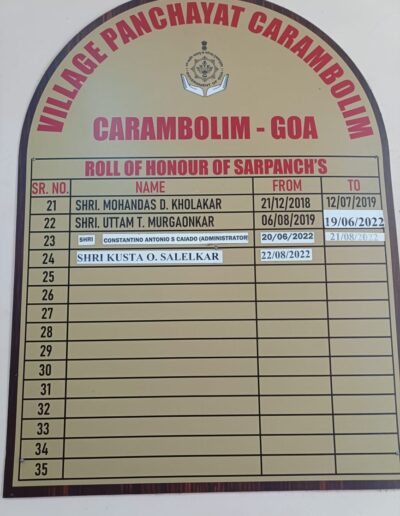 VILLAGE PANCHAYAT CARAMBOLIM
CARAMBOLIM - GOA
ROLL OF HONOUR OF SARPANCH'S
SR. NO. NAME FROM TO
21 SHRI. MOHANDAS D. KHOLAKAR 21/12/2018 12/07/2019
22 SHRI. UTTAM T. MURGAONKAR 06/08/2019 19/06/2022
23 SHRI CONSTANTINO ANTONIO S CAIADO (ADMINISTRATOR 20/06/2022 21/08/2022
24 SHRI KUSTA O. SALELKAR 22/08/2022
25
26
27
28
29
30
31
32
33
34
35